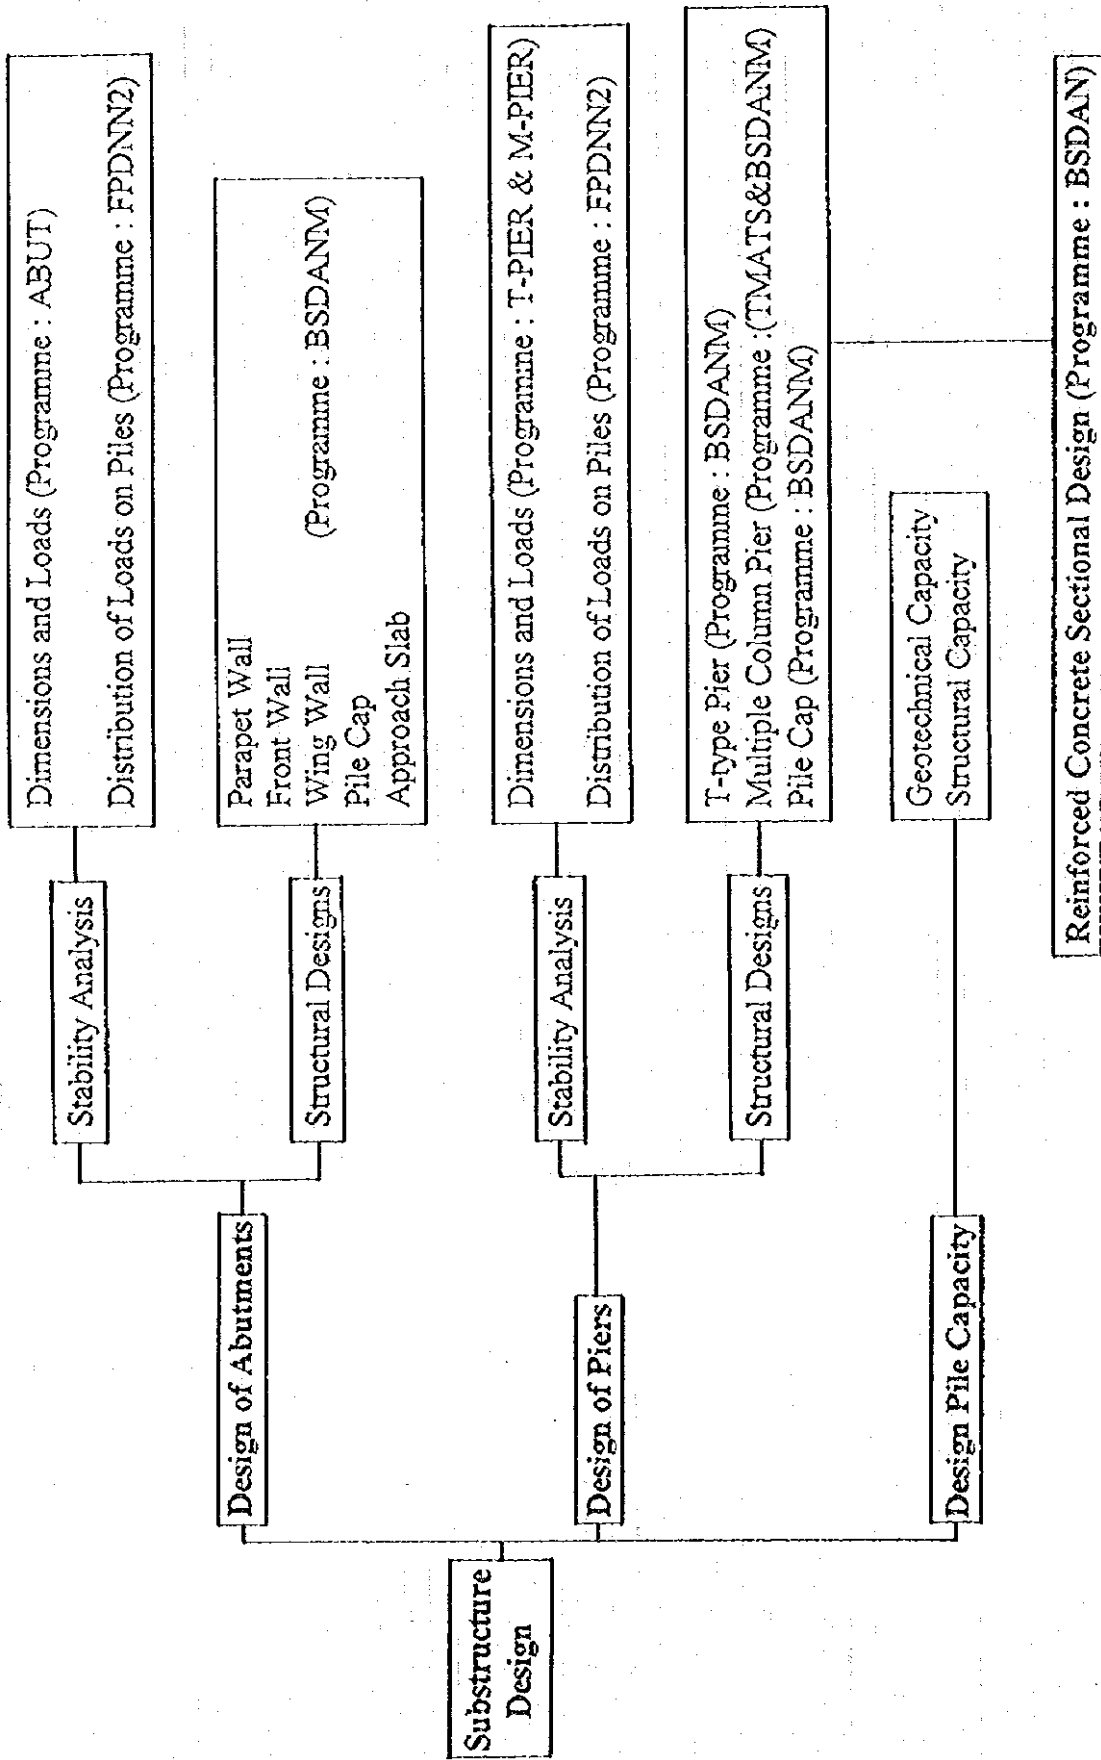 Substructure
Design
Design of Abutments
Stability Analysis
Dimensions and Loads (Programme : ABUT)
Distribution of Loads on Piles (Programme : FPDNN2)
Structural Designs
Parapet Wall
Front Wall
Wing Wall (Programme : BSDANM)
Pile Cap
Approach Slab
Design of Piers
Stability Analysis
Dimensions and Loads (Programme : T-PIER & M-PIER)
Distribution of Loads on Piles (Programme : FPDNN2)
Structural Designs
T-type Pier (Programme : BSDANM)
Multiple Column Pier (Programme :(TMATS&BSDANM)
Pile Cap (Programme : BSDANM)
Design Pile Capacity
Geotechnical Capacity
Structural Capacity
Reinforced Concrete Sectional Design (Programme : BSDAN)